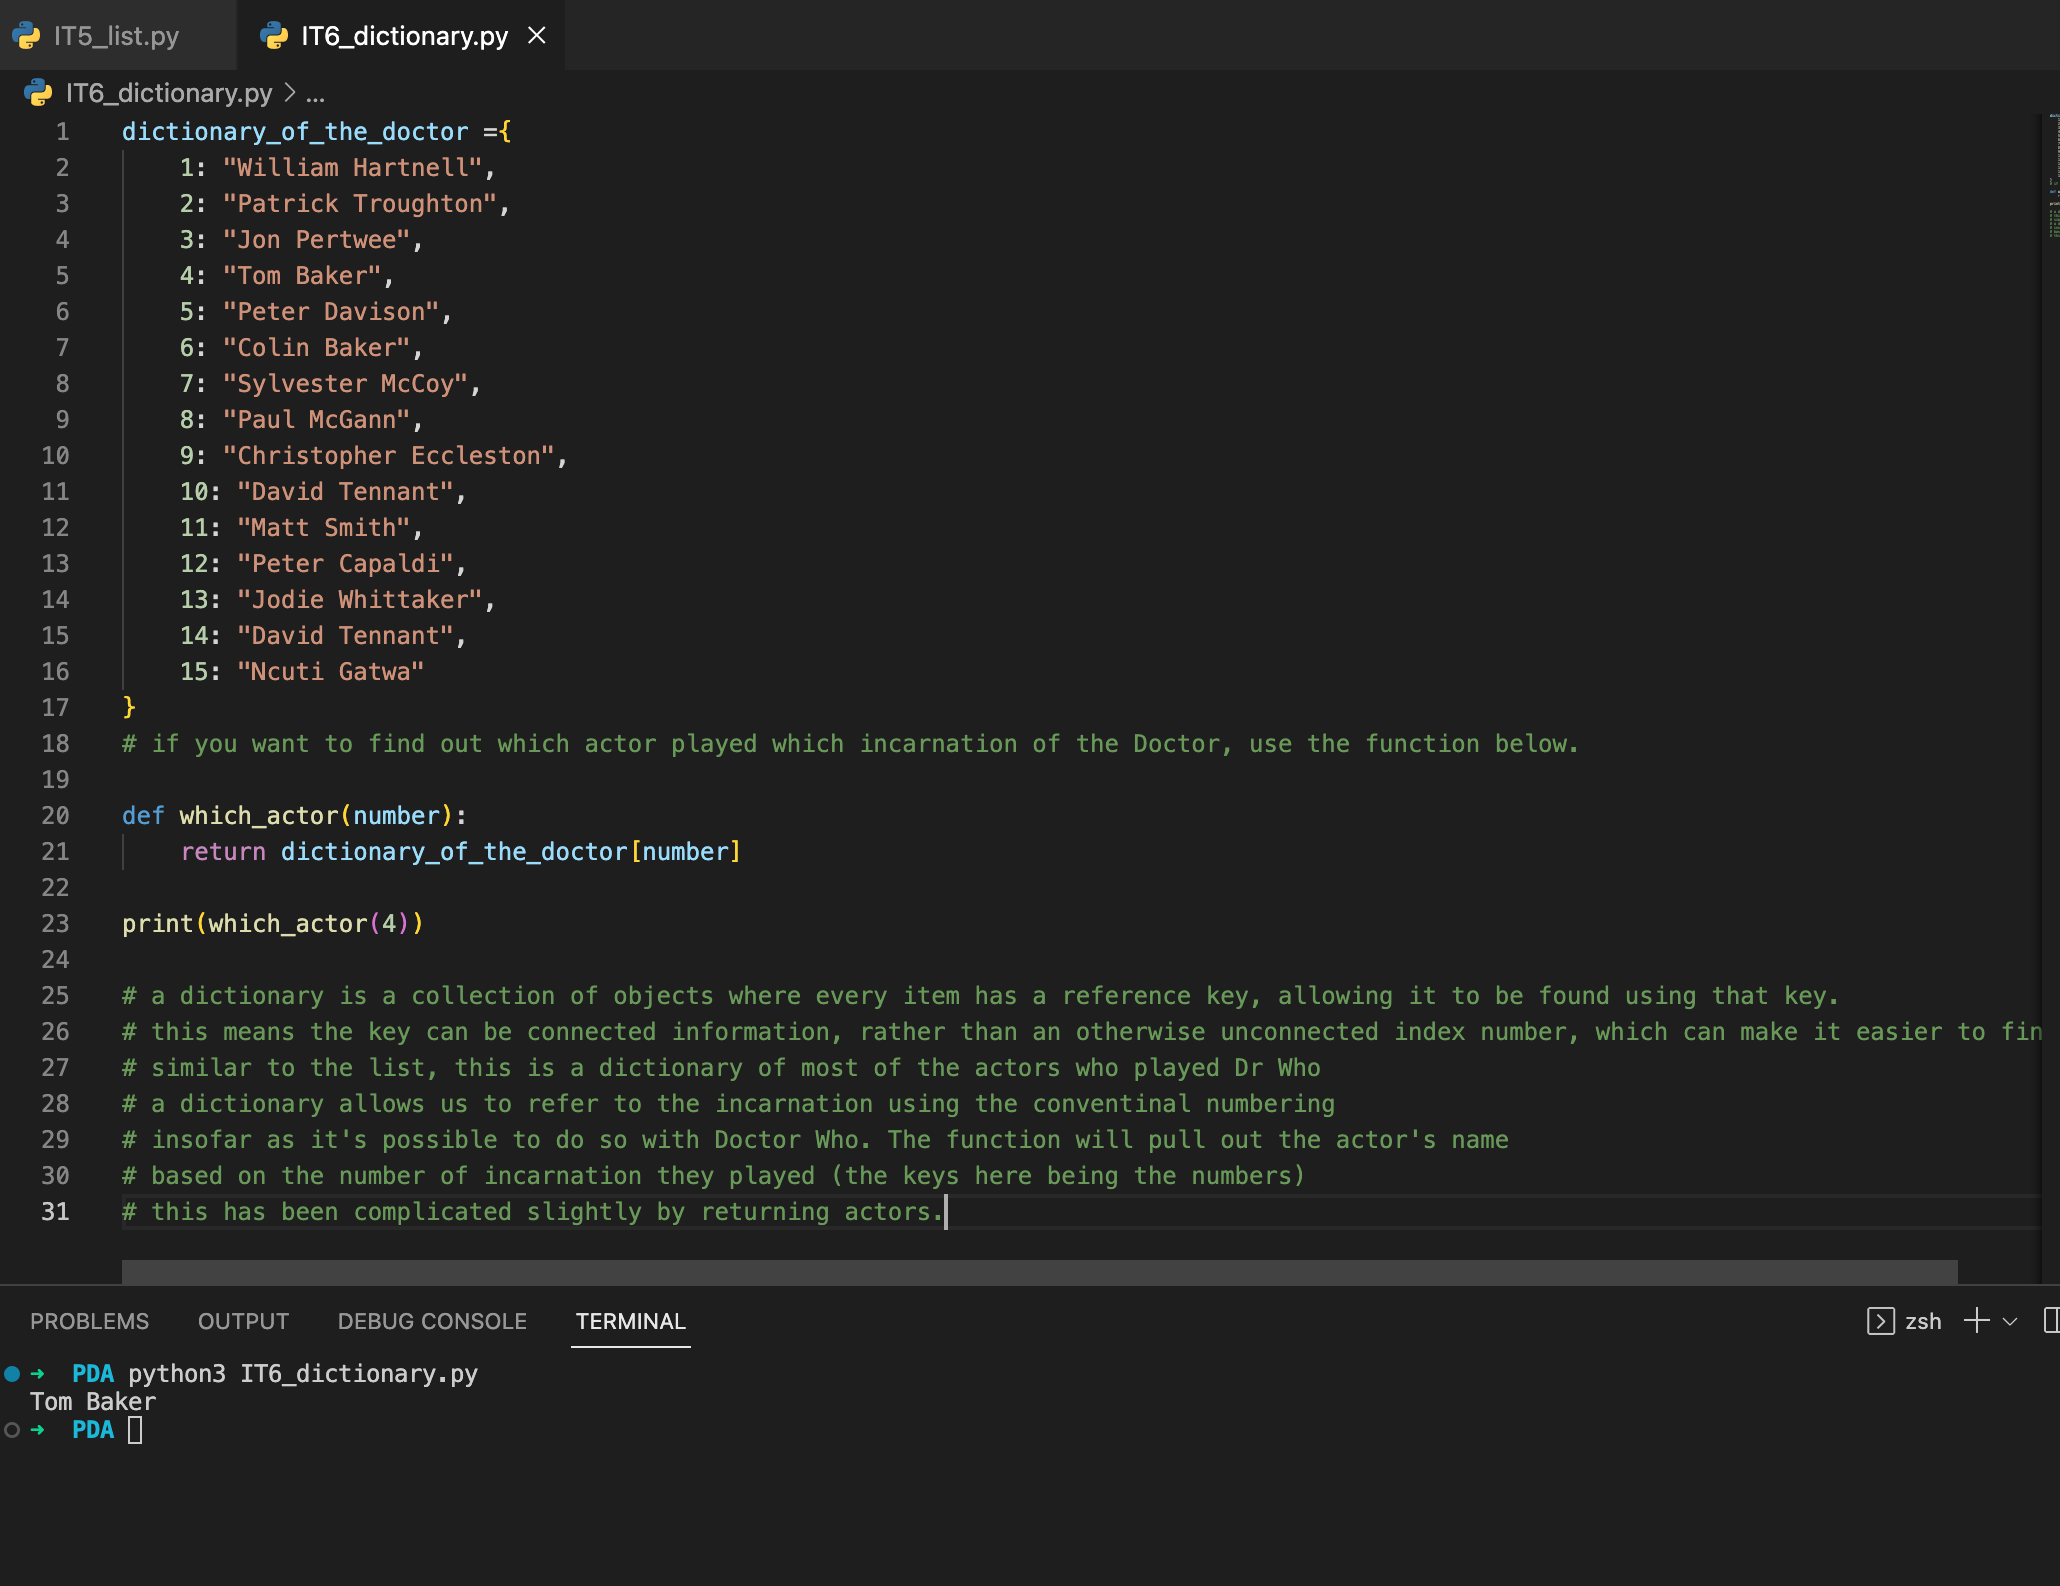 IT5_list.py IT6_dictionary.py
IT6_dictionary.py > ...
1 dictionary_of_the_doctor ={
2 1: "William Hartnell",
3 2: "Patrick Troughton",
4 3: "Jon Pertwee",
5 4: "Tom Baker",
6 5: "Peter Davison",
7 6: "Colin Baker",
8 7: "Sylvester McCoy",
9 8: "Paul McGann",
10 9: "Christopher Eccleston",
11 10: "David Tennant",
12 11: "Matt Smith",
13 12: "Peter Capaldi",
14 13: "Jodie Whittaker",
15 14: "David Tennant",
16 15: "Ncuti Gatwa"
17 }
18 # if you want to find out which actor played which incarnation of the Doctor, use the function below.
19
20 def which_actor(number):
21 return dictionary_of_the_doctor[number]
22
23 print(which_actor(4))
24
25 # a dictionary is a collection of objects where every item has a reference key, allowing it to be found using that key.
26 # this means the key can be connected information, rather than an otherwise unconnected index number, which can make it easier to fin
27 # similar to the list, this is a dictionary of most of the actors who played Dr Who
28 # a dictionary allows us to refer to the incarnation using the conventinal numbering
29 # insofar as it's possible to do so with Doctor Who. The function will pull out the actor's name
30 # based on the number of incarnation they played (the keys here being the numbers)
31 # this has been complicated slightly by returning actors.
PROBLEMS OUTPUT DEBUG CONSOLE TERMINAL zsh
➜ PDA python3 IT6_dictionary.py
Tom Baker
➜ PDA